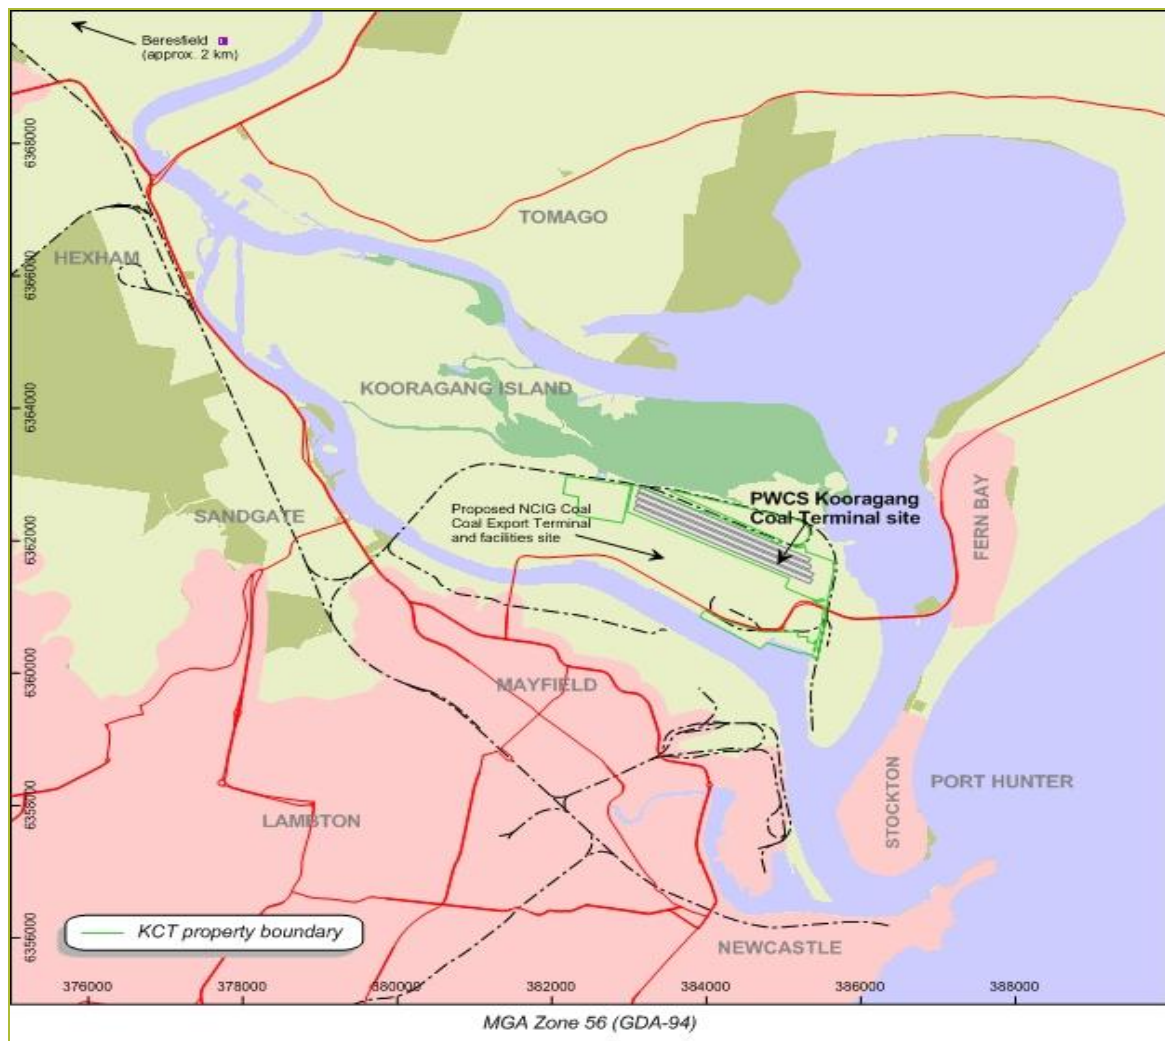 Beresfield
(approx. 2 km)
TOMAGO
HEXHAM
KOORAGANG ISLAND
SANDGATE
Proposed NCIG Coal
Coal Export Terminal
and facilities site
PWCS Kooragang
Coal Terminal site
FERN BAY
MAYFIELD
STOCKTON
PORT HUNTER
LAMBTON
NEWCASTLE
KCT property boundary
6368000
6366000
6364000
6362000
6360000
6358000
6356000
376000 378000 380000 382000 384000 386000 388000
MGA Zone 56 (GDA-94)